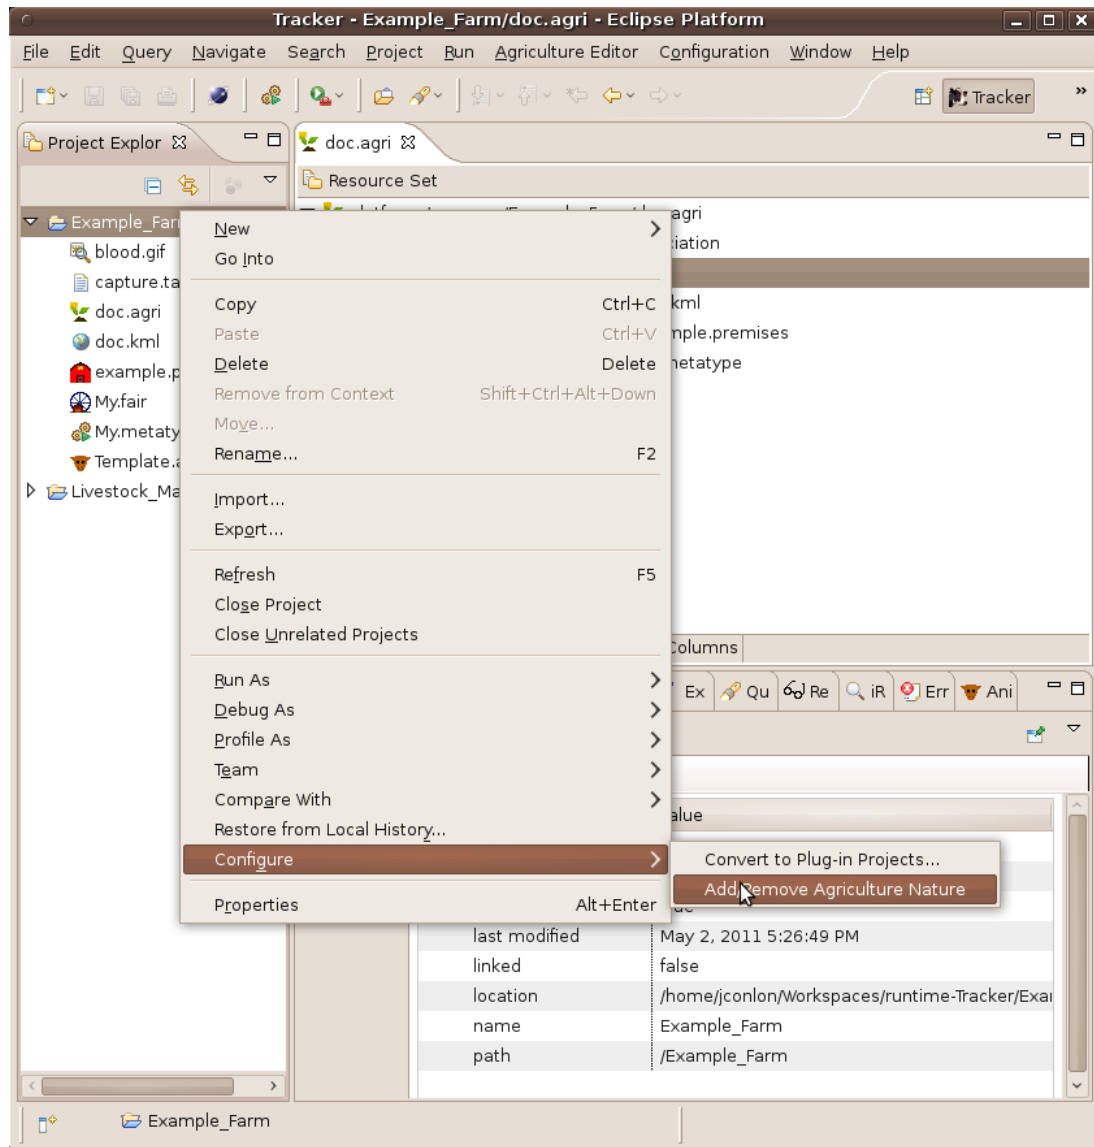 Tracker - Example_Farm/doc.agri - Eclipse Platform
File Edit Query Navigate Search Project Run Agriculture Editor Configuration Window Help
Tracker »
Project Explor
doc.agri
Resource Set
Example_Far
agri
blood.gif
iation
capture.ta
doc.agri
kml
doc.kml
mple.premises
example.p
netatype
My.fair
My.metaty
Template.a
Livestock_Ma
New
Go Into
Copy Ctrl+C
Paste Ctrl+V
Delete Delete
Remove from Context Shift+Ctrl+Alt+Down
Move...
Rename... F2
Import...
Export...
Refresh F5
Close Project
Close Unrelated Projects
Run As
Debug As
Profile As
Team
Compare With
Restore from Local History...
Configure
Properties Alt+Enter
Convert to Plug-in Projects...
Add/Remove Agriculture Nature
Columns
Ex Qu Re iR Err Ani
alue
last modified May 2, 2011 5:26:49 PM
linked false
location /home/jconlon/Workspaces/runtime-Tracker/Exa
name Example_Farm
path /Example_Farm
Example_Farm